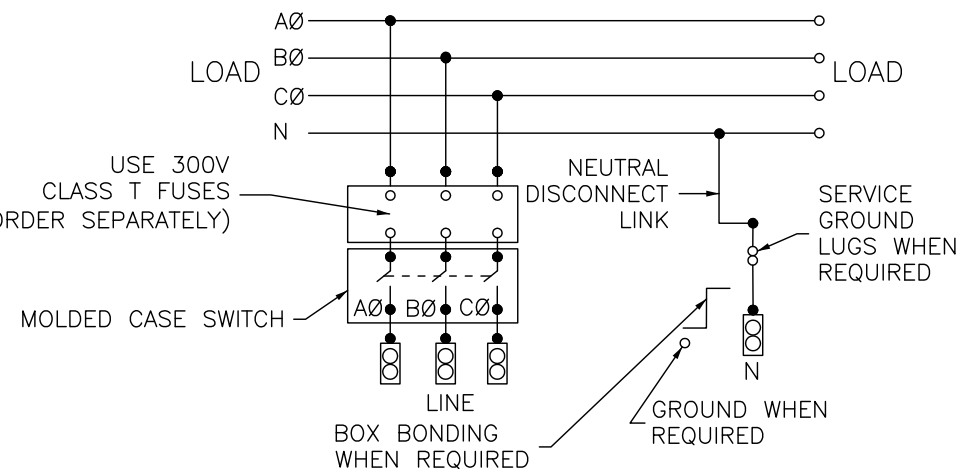 AØ
LOAD BØ LOAD
CØ
N
USE 300V
CLASS T FUSES
ORDER SEPARATELY)
NEUTRAL
DISCONNECT
LINK
SERVICE
GROUND
LUGS WHEN
REQUIRED
MOLDED CASE SWITCH
AØ BØ CØ
LINE
N
BOX BONDING
WHEN REQUIRED
GROUND WHEN
REQUIRED